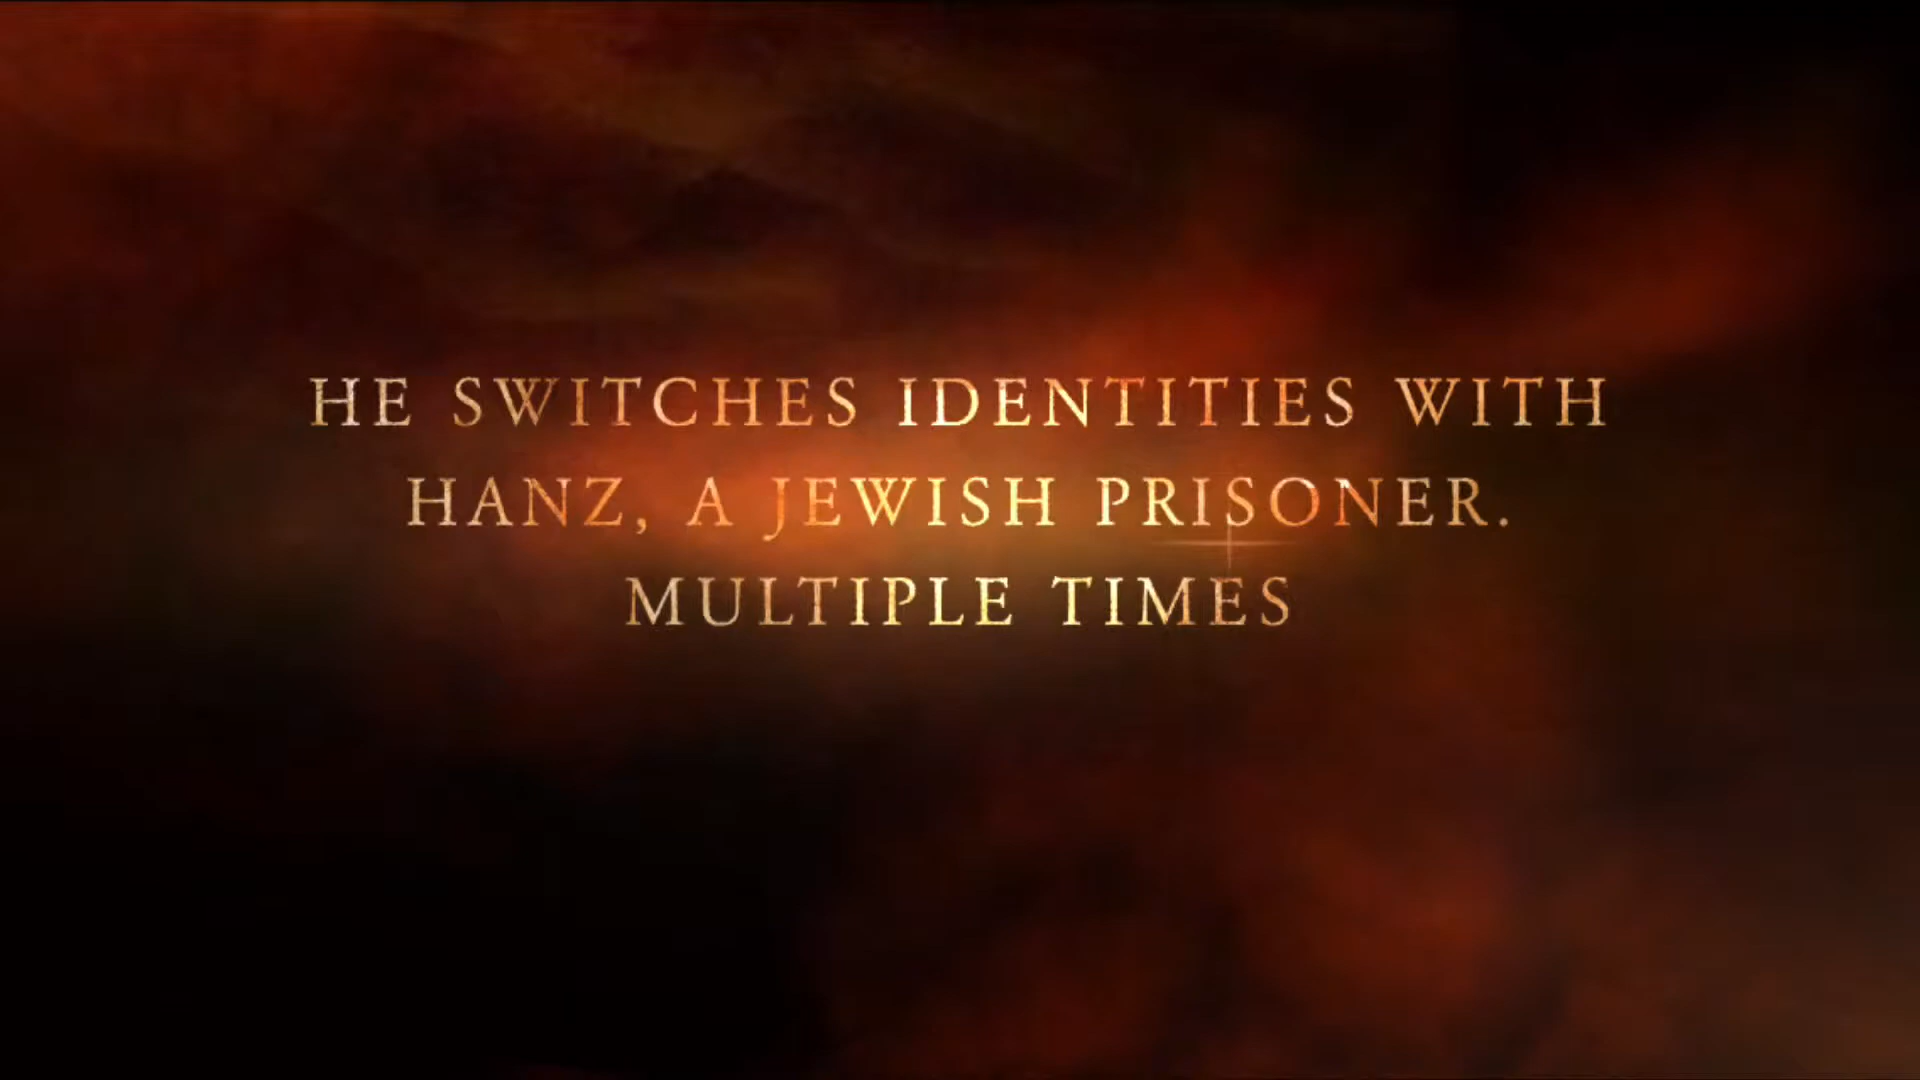 HE SWITCHES IDENTITIES WITH
HANZ, A JEWISH PRISONER.
MULTIPLE TIMES